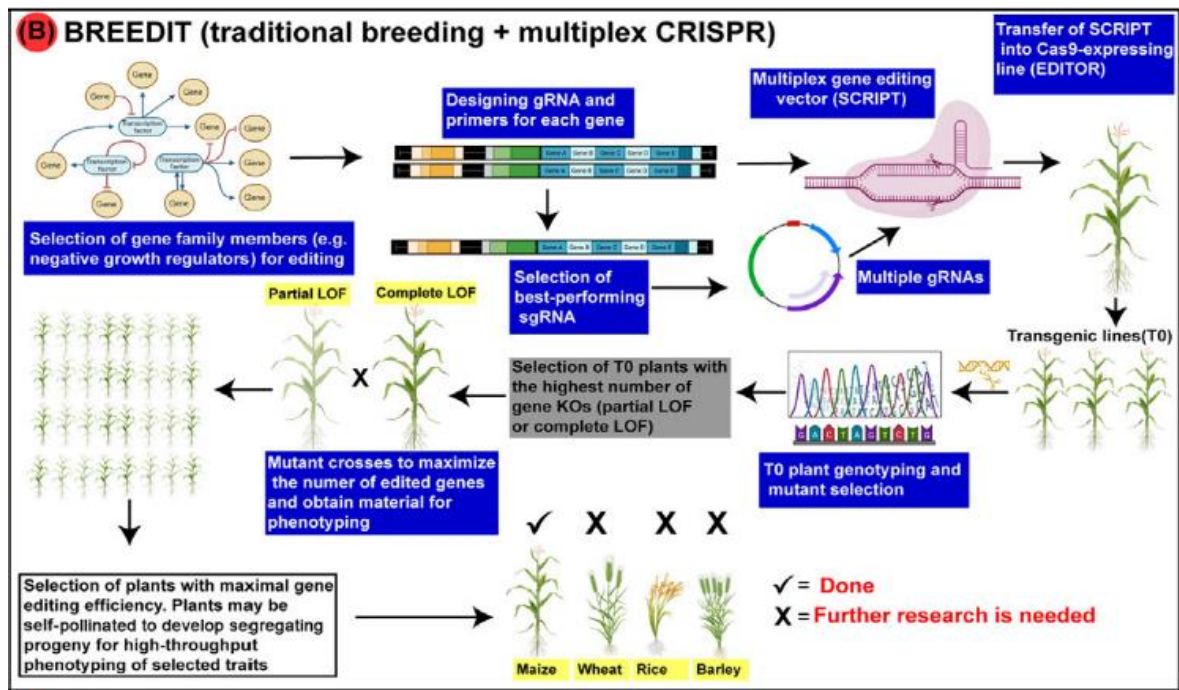 (B) BREEDIT (traditional breeding + multiplex CRISPR)
Gene
Gene
Gene
Transcription
factor
Gene
Gene
Gene
Transcription
factor
Transcription
factor
Gene
Gene
Gene
Gene
Selection of gene family members (e.g.
negative growth regulators) for editing
Designing gRNA and
primers for each gene
Gene A Gene B Gene C Gene D Gene E
Gene A Gene B Gene C Gene D Gene E
Gene A Gene B Gene C Gene D Gene E
Selection of
best-performing
sgRNA
Multiplex gene editing
vector (SCRIPT)
Multiple gRNAs
Transfer of SCRIPT
into Cas9-expressing
line (EDITOR)
Transgenic lines(T0)
G A C T A G T C T G
T0 plant genotyping and
mutant selection
Selection of T0 plants with
the highest number of
gene KOs (partial LOF
or complete LOF)
Partial LOF
Complete LOF
X
Mutant crosses to maximize
the numer of edited genes
and obtain material for
phenotyping
Selection of plants with maximal gene
editing efficiency. Plants may be
self-pollinated to develop segregating
progeny for high-throughput
phenotyping of selected traits
✓ X X X
Maize Wheat Rice Barley
✓ = Done
X = Further research is needed